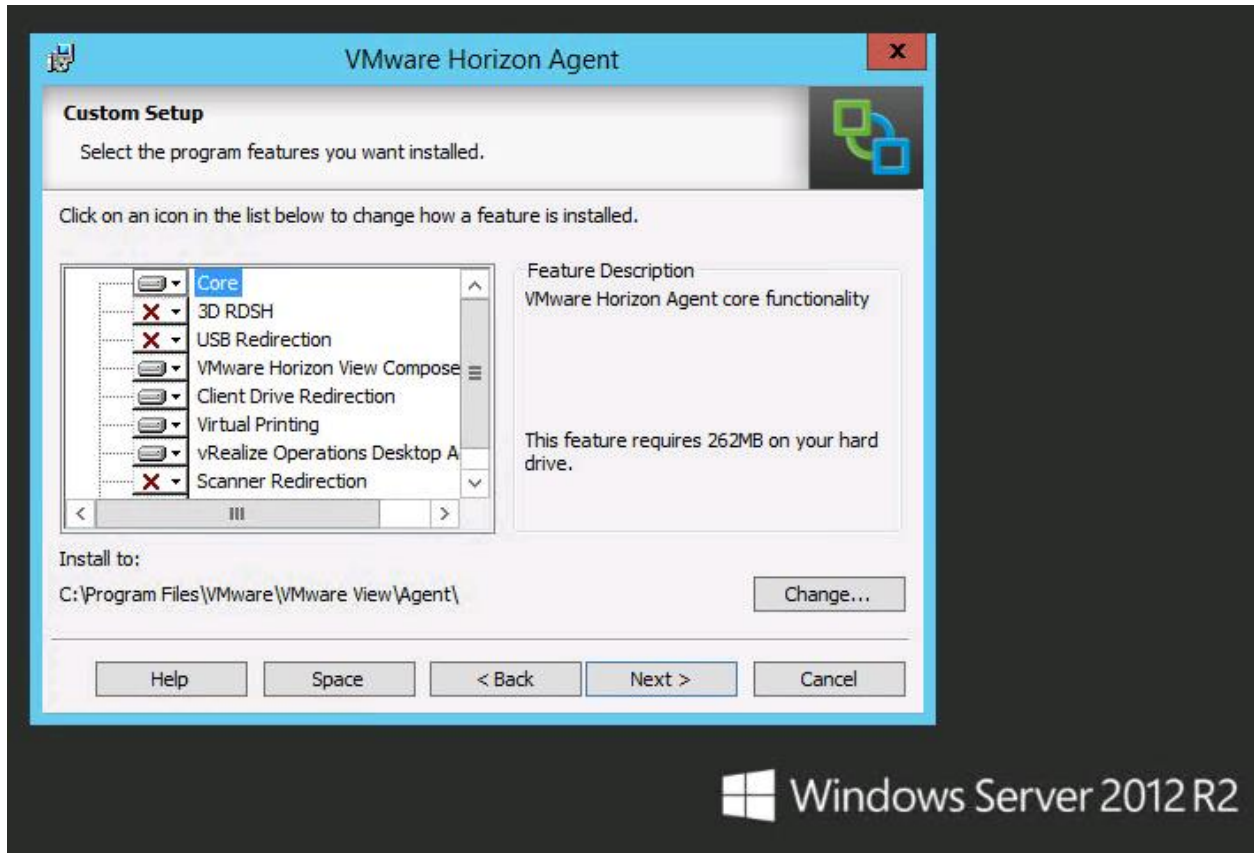 VMware Horizon Agent
x
Custom Setup
Select the program features you want installed.
Click on an icon in the list below to change how a feature is installed.
Core
3D RDSH
USB Redirection
VMware Horizon View Compose
Client Drive Redirection
Virtual Printing
vRealize Operations Desktop A
Scanner Redirection
Feature Description
VMware Horizon Agent core functionality
This feature requires 262MB on your hard
drive.
Install to:
C:\Program Files\VMware\VMware View\Agent\
Change...
Help
Space
< Back
Next >
Cancel
Windows Server 2012 R2